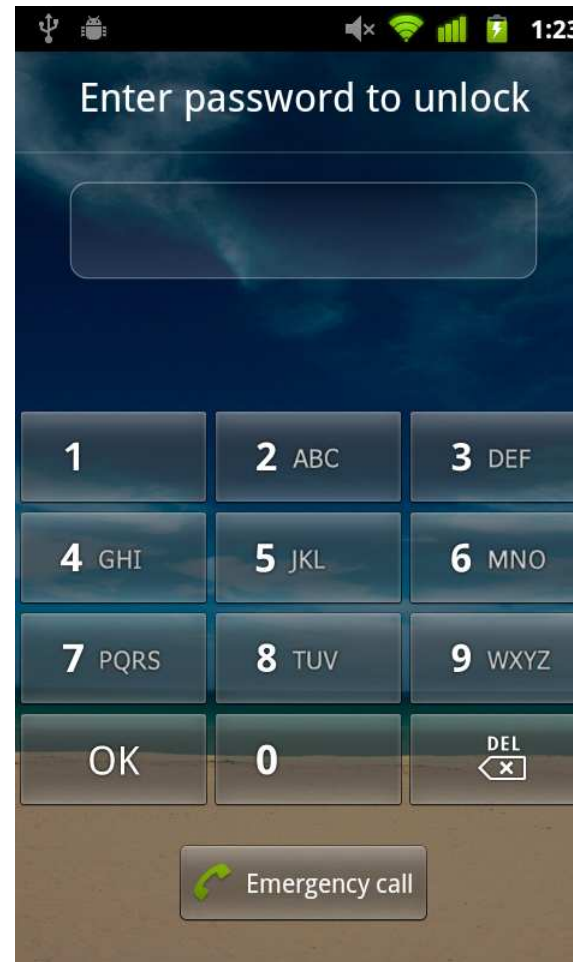 1:23
Enter password to unlock
1
2 ABC
3 DEF
4 GHI
5 JKL
6 MNO
7 PQRS
8 TUV
9 WXYZ
OK
0
DEL
Emergency call